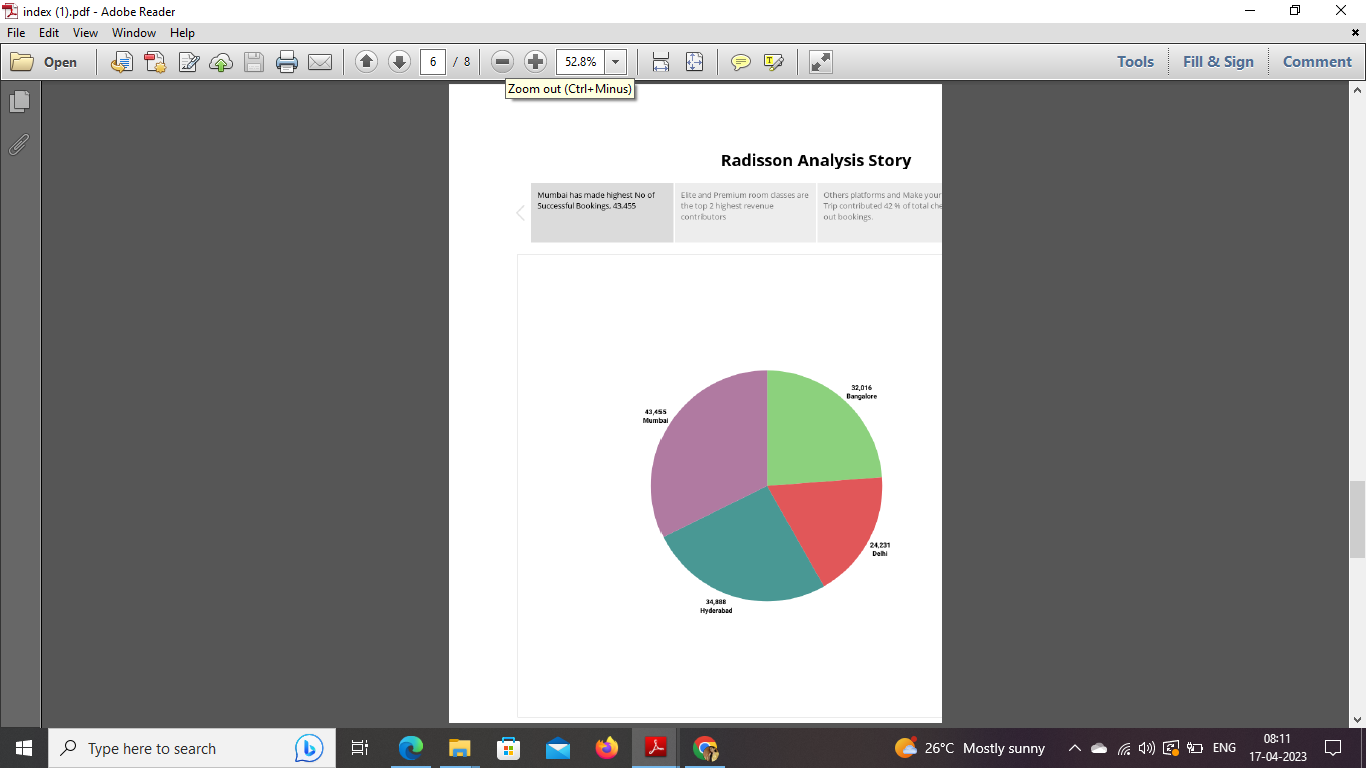 index (1).pdf - Adobe Reader
File Edit View Window Help
Open 6 / 8 52.8% Tools Fill & Sign Comment
Zoom out (Ctrl+Minus)
Radisson Analysis Story
Mumbai has made highest No of
Successful Bookings, 43,455
Elite and Premium room classes are
the top 2 highest revenue
contributors
Others platforms and Make your
Trip contributed 42 % of total che
out bookings.
32,016
Bangalore
43,455
Mumbai
24,231
Delhi
34,888
Hyderabad
Type here to search
26°C Mostly sunny
ENG
08:11
17-04-2023